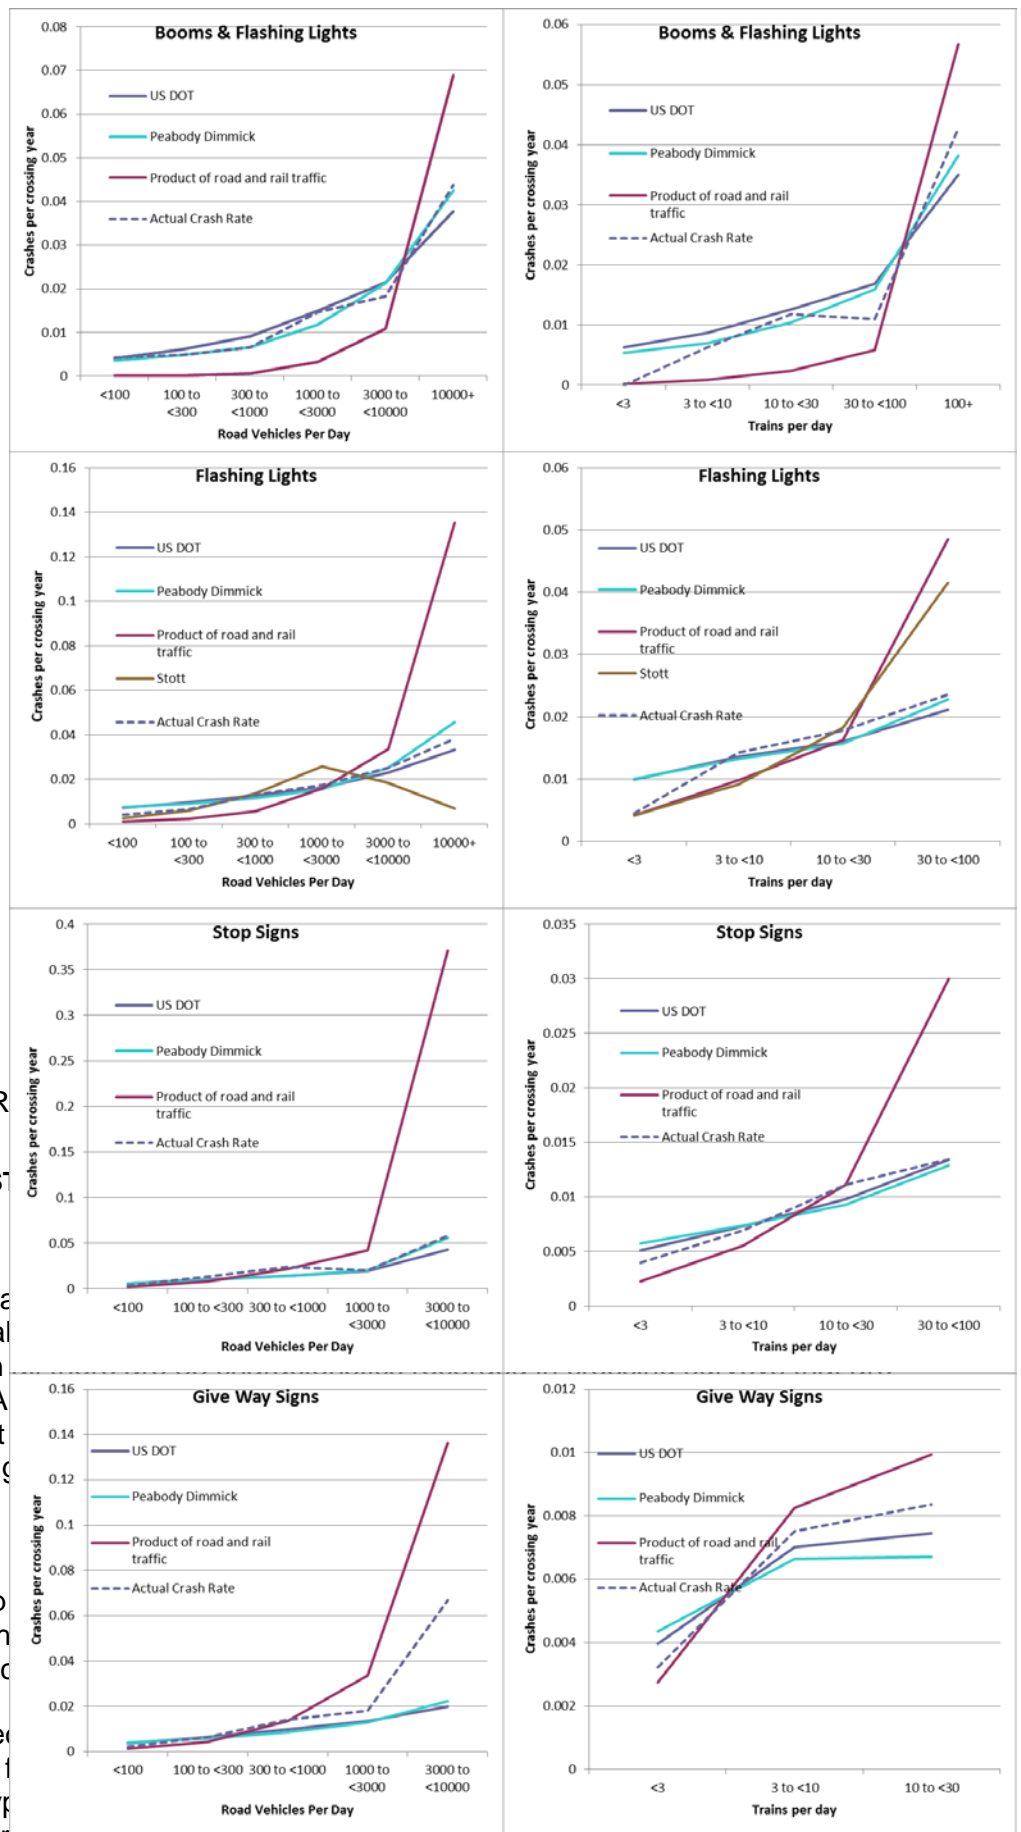 Booms & Flashing Lights
0.08
0.07
0.06
0.05
0.04
0.03
0.02
0.01
0
Crashes per crossing year
US DOT
Peabody Dimmick
Product of road and rail traffic
Actual Crash Rate
<100
100 to
<300
300 to
<1000
1000 to
<3000
3000 to
<10000
10000+
Road Vehicles Per Day
Booms & Flashing Lights
0.06
0.05
0.04
0.03
0.02
0.01
0
Crashes per crossing year
US DOT
Peabody Dimmick
Product of road and rail
traffic
Actual Crash Rate
<3
3 to <10
10 to <30
30 to <100
100+
Trains per day
Flashing Lights
0.16
0.14
0.12
0.1
0.08
0.06
0.04
0.02
0
Crashes per crossing year
US DOT
Peabody Dimmick
Product of road and rail
traffic
Stott
Actual Crash Rate
<100
100 to
<300
300 to
<1000
1000 to
<3000
3000 to
<10000
10000+
Road Vehicles Per Day
Flashing Lights
0.06
0.05
0.04
0.03
0.02
0.01
0
Crashes per crossing year
US DOT
Peabody Dimmick
Product of road and rail
traffic
Stott
Actual Crash Rate
<3
3 to <10
10 to <30
30 to <100
Trains per day
Stop Signs
0.4
0.35
0.3
0.25
0.2
0.15
0.1
0.05
0
Crashes per crossing year
US DOT
Peabody Dimmick
Product of road and rail
traffic
Actual Crash Rate
<100
100 to <300
300 to <1000
1000 to
<3000
3000 to
<10000
Road Vehicles Per Day
Stop Signs
0.035
0.03
0.025
0.02
0.015
0.01
0.005
0
Crashes per crossing year
US DOT
Peabody Dimmick
Product of road and rail
traffic
Actual Crash Rate
<3
3 to <10
10 to <30
30 to <100
Trains per day
Give Way Signs
0.16
0.14
0.12
0.1
0.08
0.06
0.04
0.02
0
Crashes per crossing year
US DOT
Peabody Dimmick
Product of road and rail
traffic
Actual Crash Rate
<100
100 to <300
300 to <1000
1000 to
<3000
3000 to
<10000
Road Vehicles Per Day
Give Way Signs
0.012
0.01
0.008
0.006
0.004
0.002
0
Crashes per crossing year
US DOT
Peabody Dimmick
Product of road and rail
traffic
Actual Crash Rate
<3
3 to <10
10 to <30
Trains per day